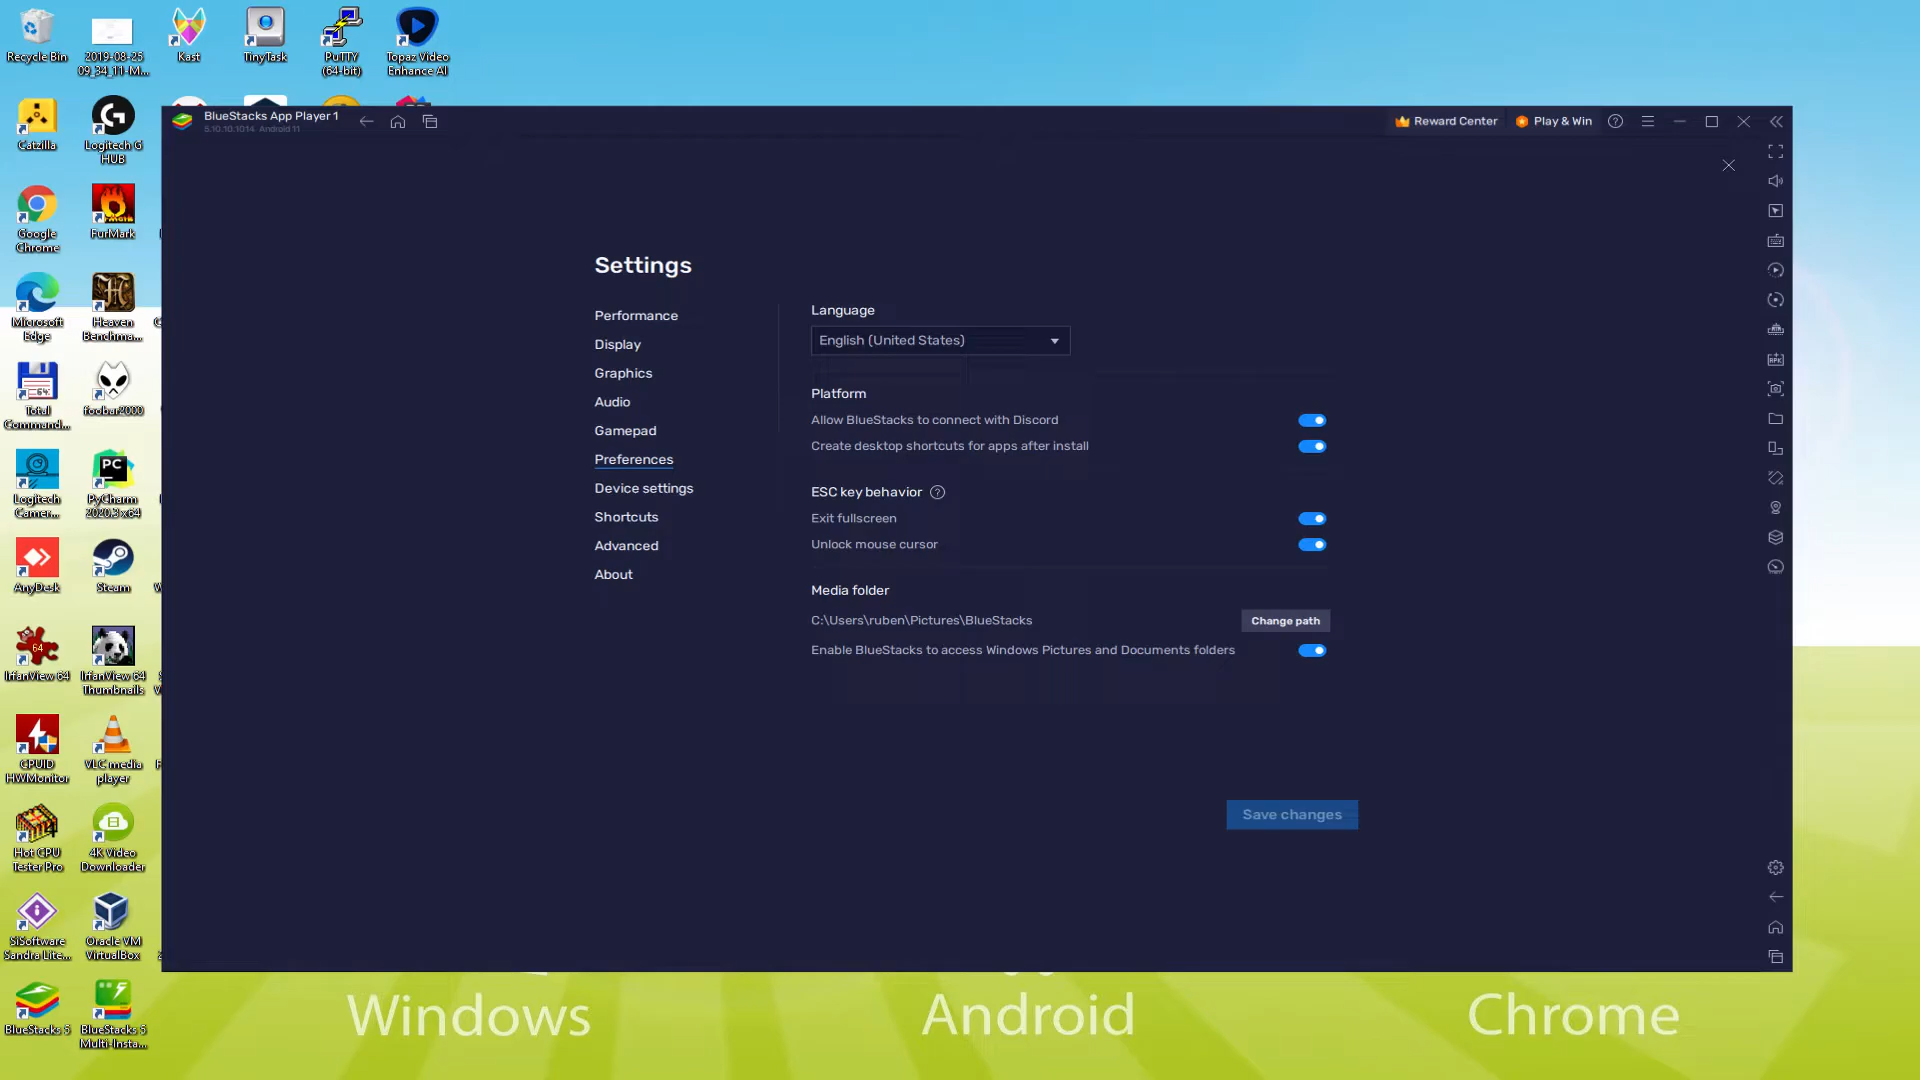 Recycle Bin
2019-08-25
09_34_11-M...
Kast
TinyTask
PuTTY
(64-bit)
Topaz Video
Enhance AI
Catzilla
Logitech G
HUB
Google
Chrome
FurMark
Microsoft
Edge
Heaven
Benchma...
Total
Command...
foobar2000
Logitech
Camer...
PyCharm
2020.3 x64
AnyDesk
Steam
IrfanView 64
IrfanView 64
Thumbnails
CPUID
HWMonitor
VLC media
player
Hot CPU
Tester Pro
4K Video
Downloader
SiSoftware
Sandra Lite...
Oracle VM
VirtualBox
BlueStacks 5
BlueStacks 5
Multi-Insta...
BlueStacks App Player 1
5.10.10.1014 Android 11
Reward Center
Play & Win
Settings
Performance
Display
Graphics
Audio
Gamepad
Preferences
Device settings
Shortcuts
Advanced
About
Language
English (United States)
Platform
Allow BlueStacks to connect with Discord
Create desktop shortcuts for apps after install
ESC key behavior
Exit fullscreen
Unlock mouse cursor
Media folder
C:\Users\ruben\Pictures\BlueStacks
Change path
Enable BlueStacks to access Windows Pictures and Documents folders
Save changes
Windows
Android
Chrome